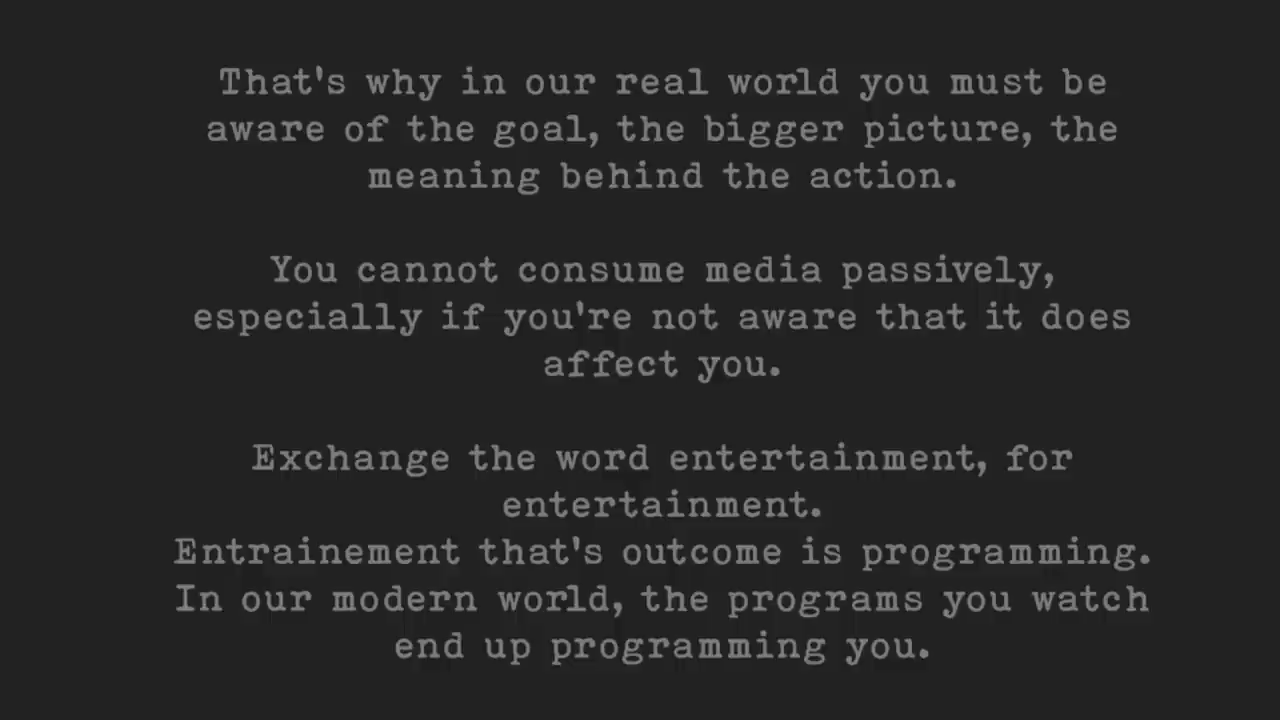 That's why in our real world you must be
aware of the goal, the bigger picture, the
meaning behind the action.
You cannot consume media passively,
especially if you're not aware that it does
affect you.
Exchange the word entertainment, for
entertainment.
Entrainement that's outcome is programming.
In our modern world, the programs you watch
end up programming you.